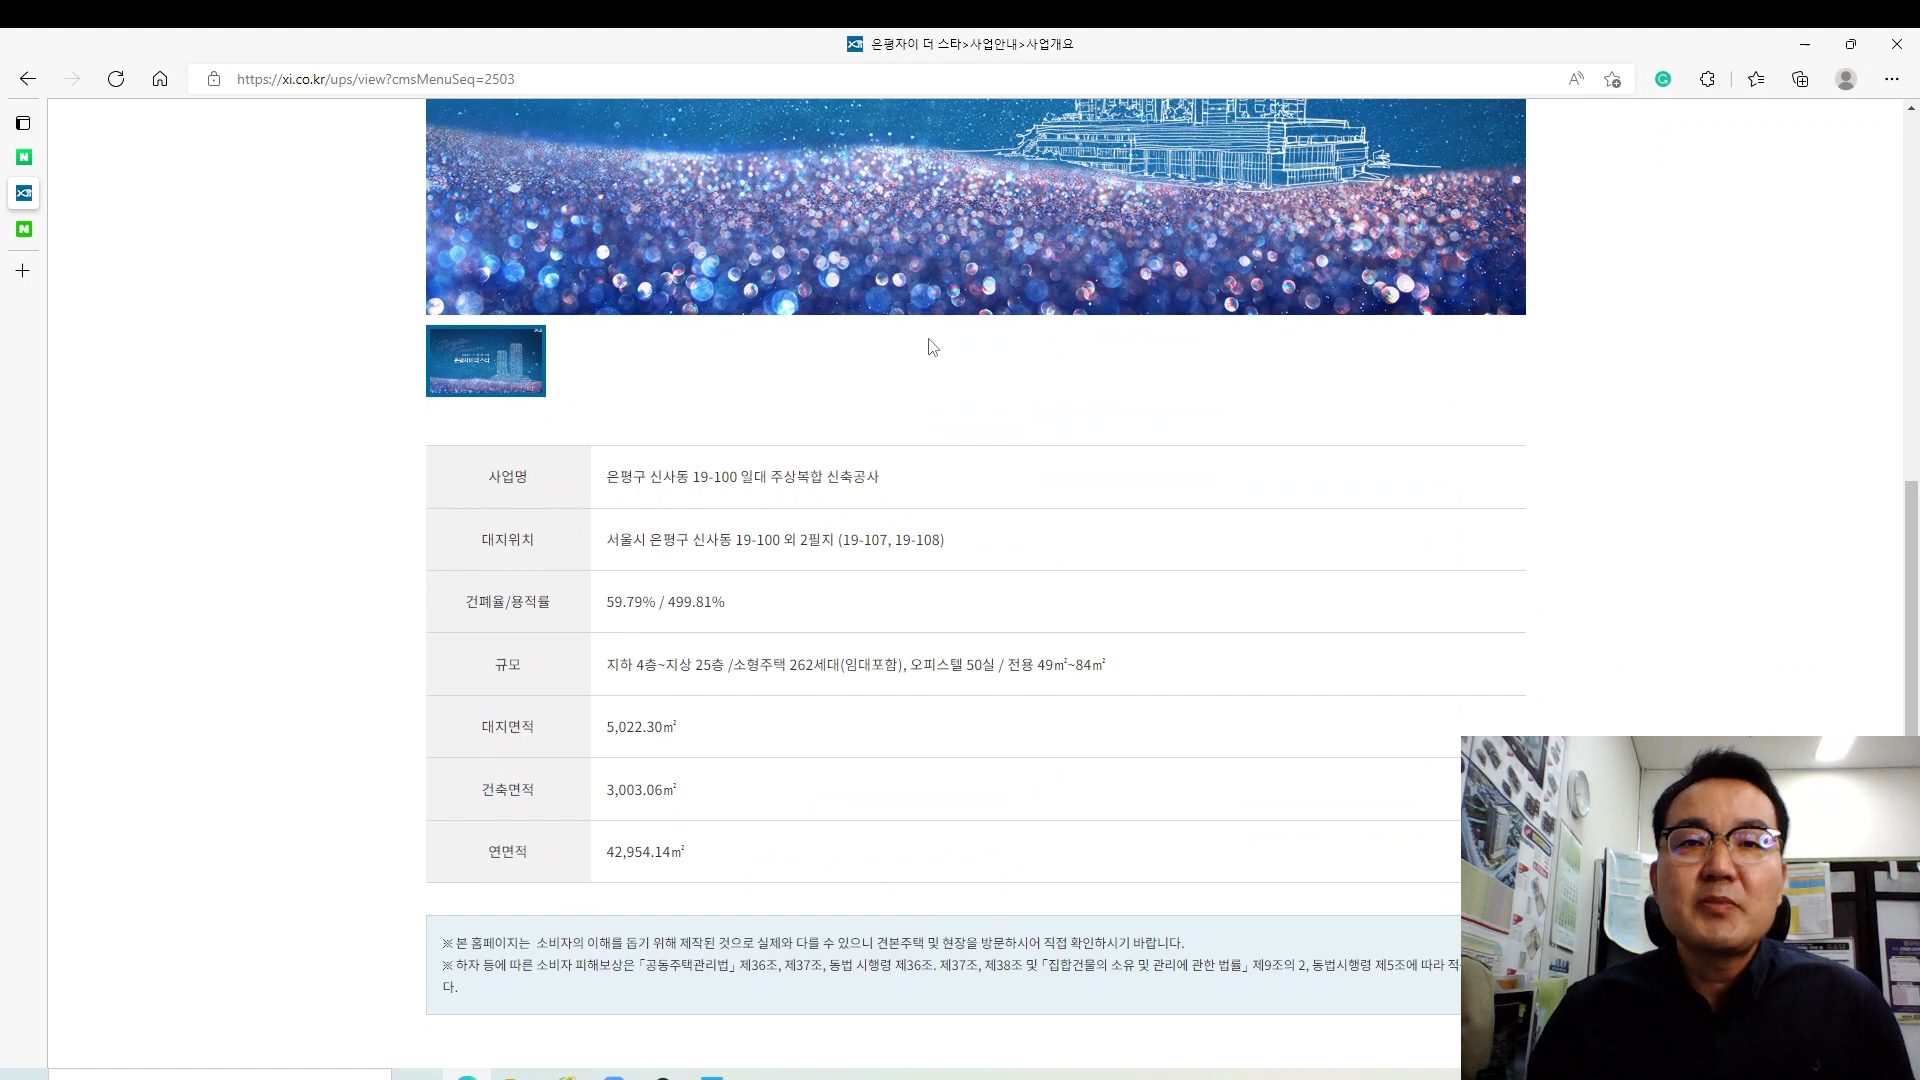 은평자이 더 스타>사업안내>사업개요
https://xi.co.kr/ups/view?cmsMenuSeq=2503
은평자이 더 스타
사업명 은평구 신사동 19-100 일대 주상복합 신축공사
대지위치 서울시 은평구 신사동 19-100 외 2필지 (19-107, 19-108)
건폐율/용적률 59.79% / 499.81%
규모 지하 4층~지상 25층 /소형주택 262세대(임대포함), 오피스텔 50실 / 전용 49㎡~84㎡
대지면적 5,022.30㎡
건축면적 3,003.06㎡
연면적 42,954.14㎡
※ 본 홈페이지는 소비자의 이해를 돕기 위해 제작된 것으로 실제와 다를 수 있으니 견본주택 및 현장을 방문하시어 직접 확인하시기 바랍니다.
※ 하자 등에 따른 소비자 피해보상은 「공동주택관리법」 제36조, 제37조, 동법 시행령 제36조. 제37조, 제38조 및 「집합건물의 소유 및 관리에 관한 법률」 제9조의 2, 동법시행령 제5조에 따라 적
다.